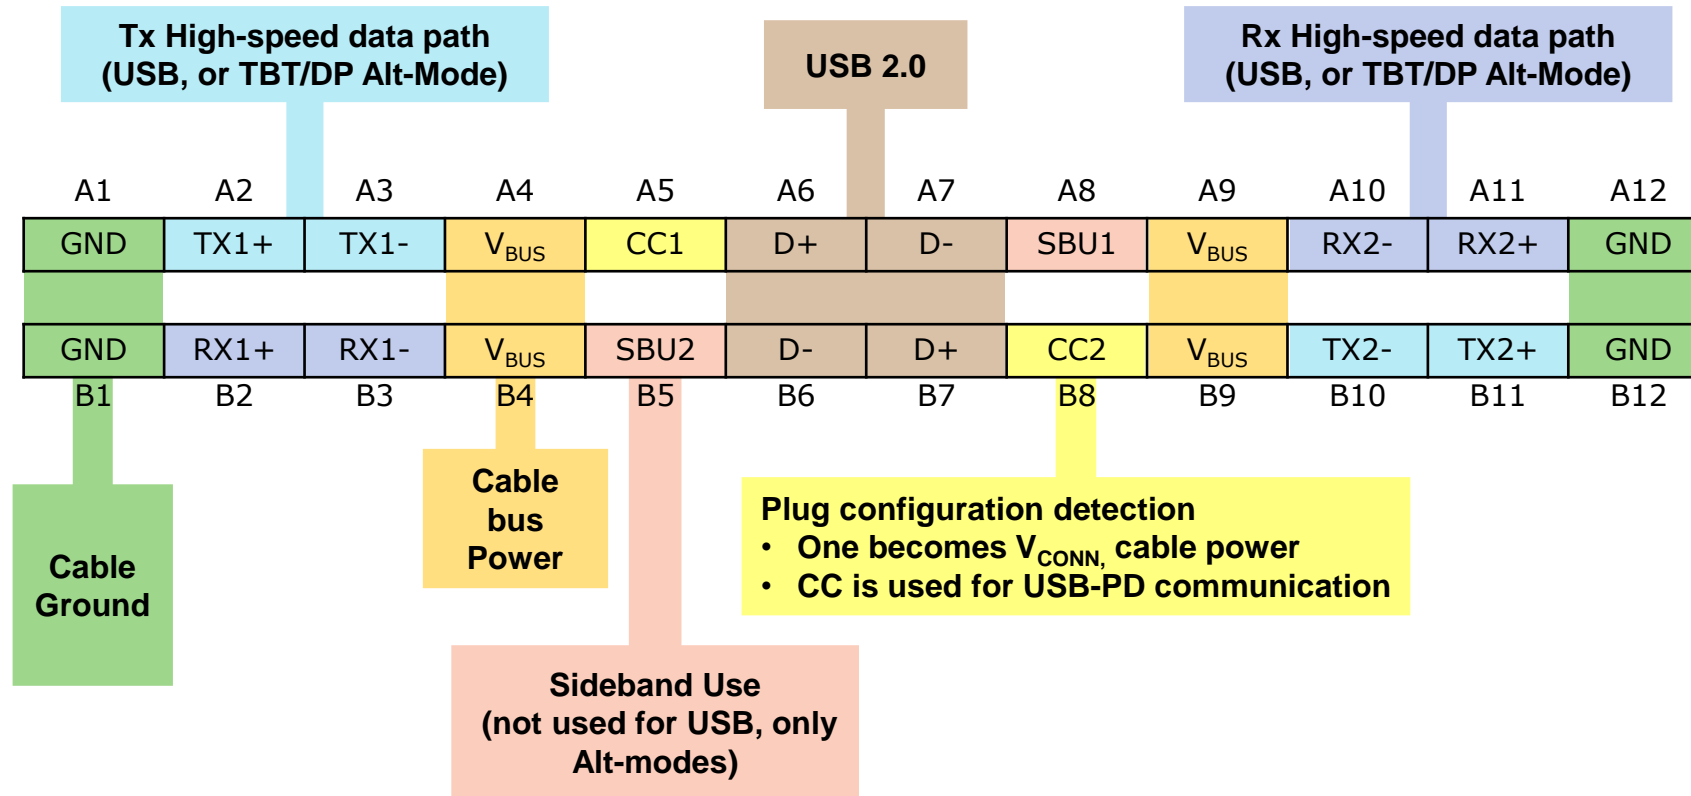 Tx High-speed data path
(USB, or TBT/DP Alt-Mode)
USB 2.0
Rx High-speed data path
(USB, or TBT/DP Alt-Mode)
A1 A2 A3 A4 A5 A6 A7 A8 A9 A10 A11 A12
GND TX1+ TX1- VBUS CC1 D+ D- SBU1 VBUS RX2- RX2+ GND
GND RX1+ RX1- VBUS SBU2 D- D+ CC2 VBUS TX2- TX2+ GND
B1 B2 B3 B4 B5 B6 B7 B8 B9 B10 B11 B12
Cable
Ground
Cable
bus
Power
Plug configuration detection
• One becomes VCONN, cable power
• CC is used for USB-PD communication
Sideband Use
(not used for USB, only
Alt-modes)